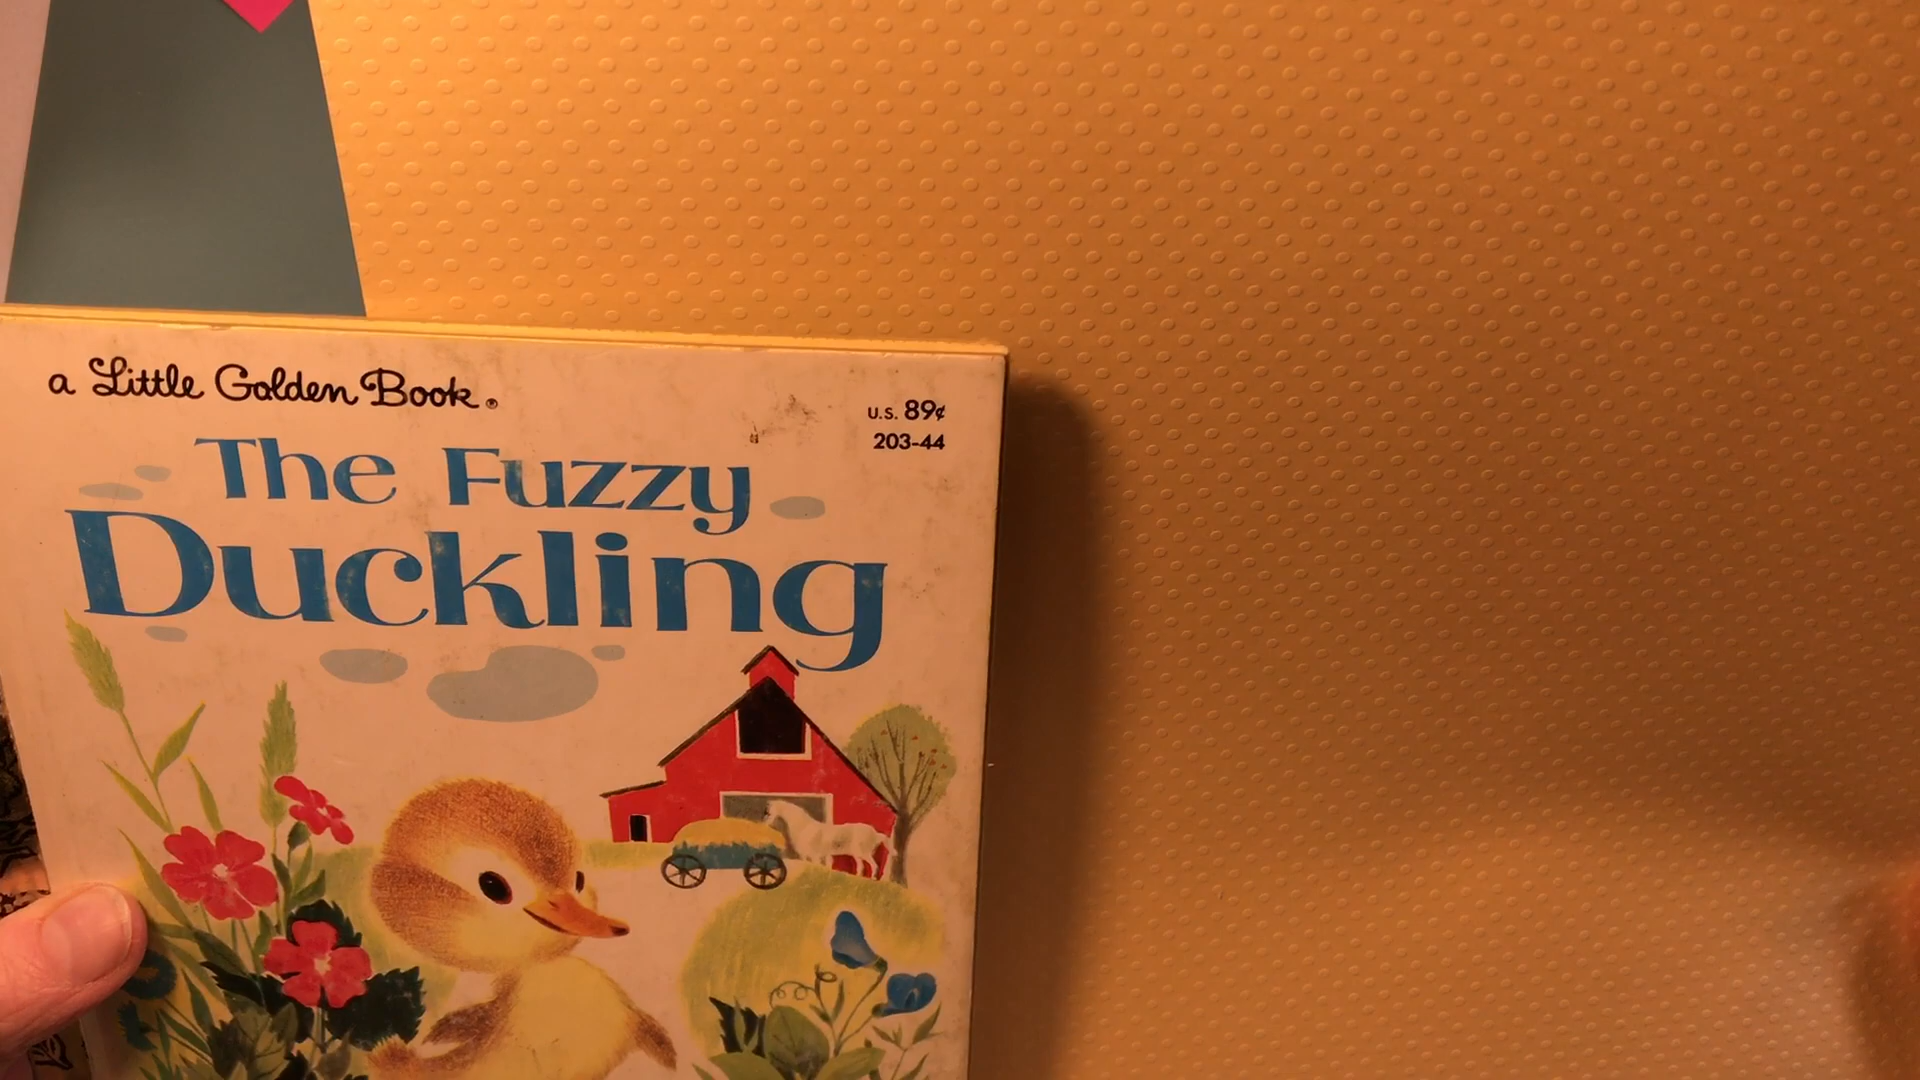 a Little Golden Book®
U.S. 89¢
203-44
The Fuzzy
Duckling